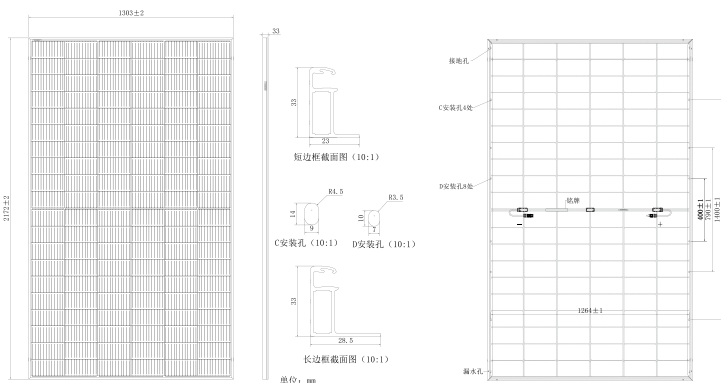 1303±2
33
2172±2
33
23
短边框截面图（10:1）
R4.5
14
9
C安装孔（10:1）
R3.5
10
7
D安装孔（10:1）
33
28.5
长边框截面图（10:1）
单位：mm
接地孔
C安装孔4处
D安装孔8处
铭牌
－
+
400±1
790±1
1400±1
1264±1
漏水孔